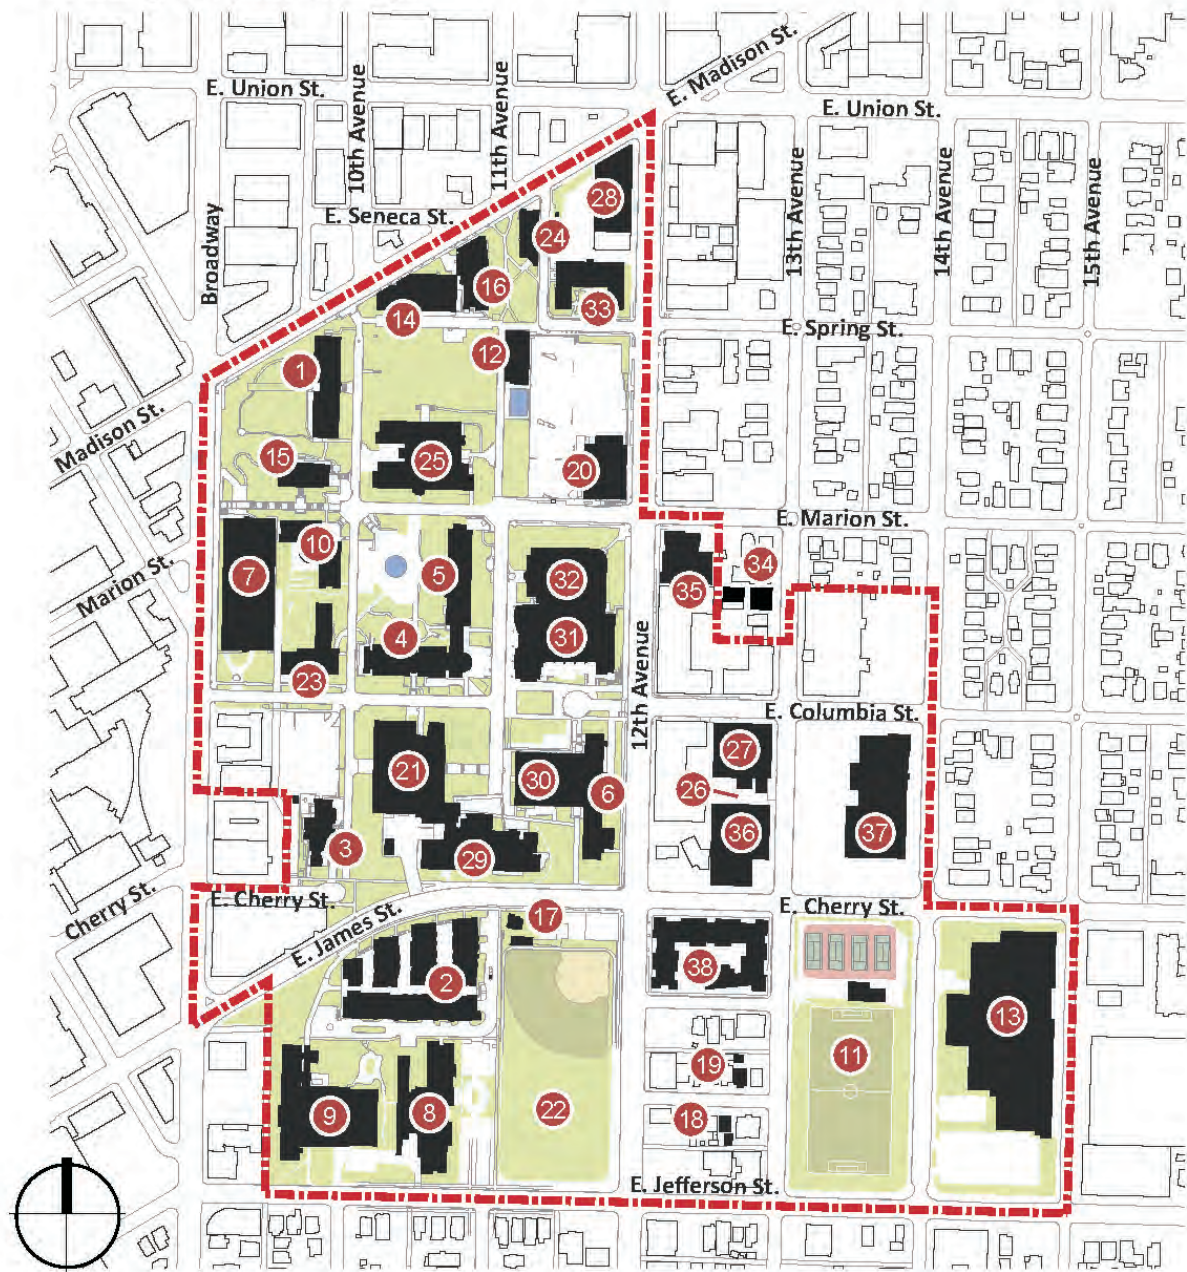 E. Madison St.
E. Union St.
E. Union St.
10th Avenue
11th Avenue
13th Avenue
14th Avenue
15th Avenue
28
E. Seneca St.
24
Broadway
16
33
14
E. Spring St.
12
1
Madison St.
15
25
20
E. Marion St.
10
34
7
5
32
35
Marion St.
4
31
23
12th Avenue
E. Columbia St.
27
21
30
6
26
36
37
3
29
E. Cherry St.
Cherry St.
E. James St.
17
E. Cherry St.
2
38
13
11
19
9
8
22
18
E. Jefferson St.